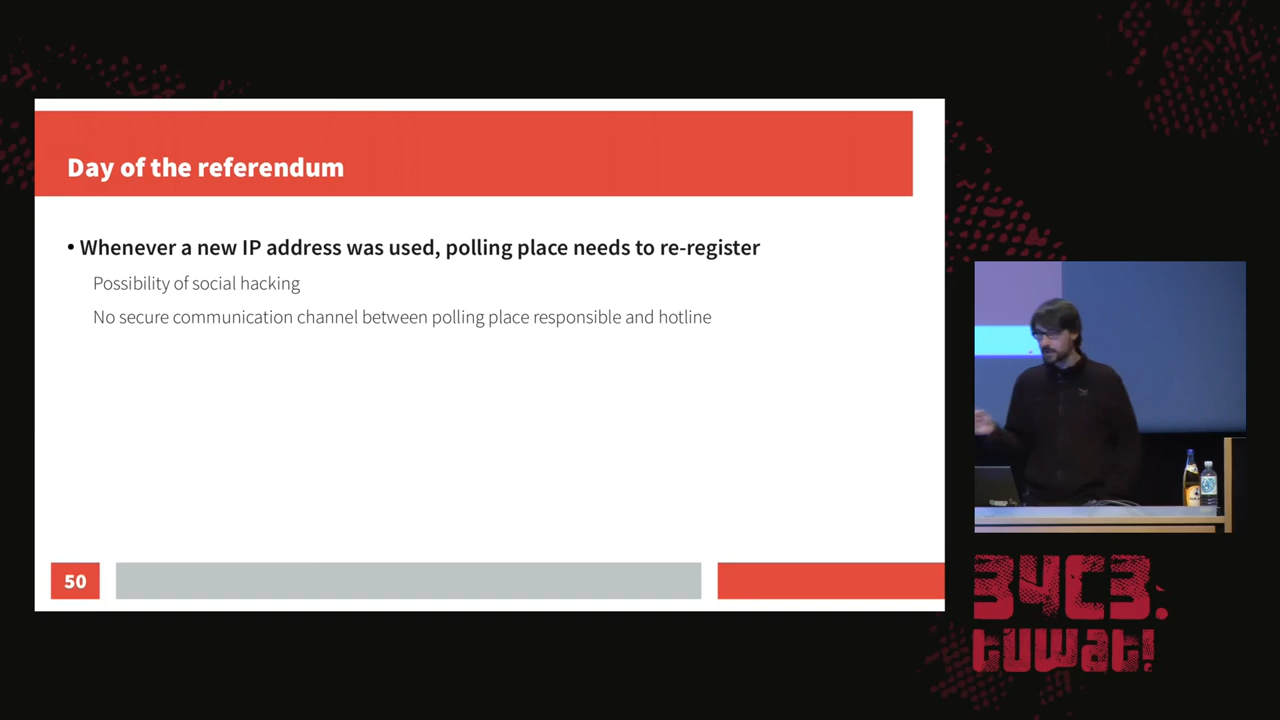 Day of the referendum
• Whenever a new IP address was used, polling place needs to re-register
Possibility of social hacking
No secure communication channel between polling place responsible and hotline
50
34C3.
tuwat!